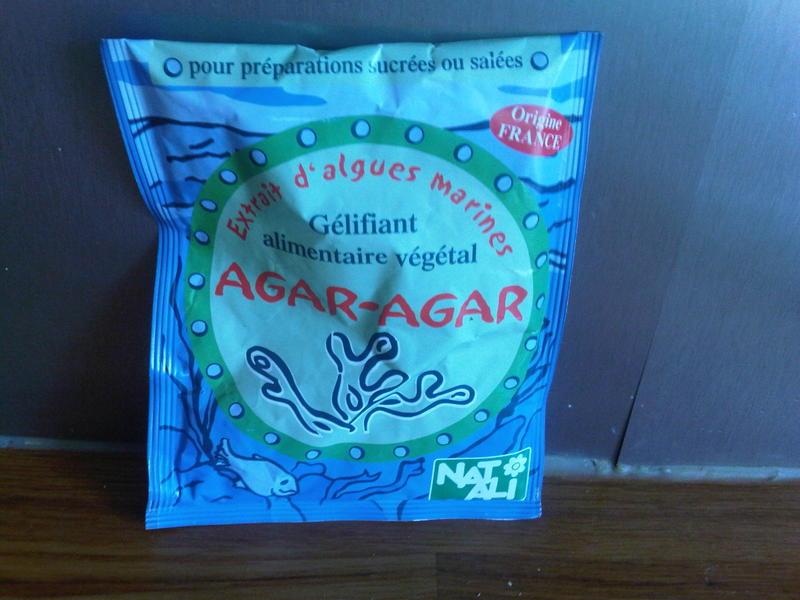 pour préparations sucrées ou salées
Origine
FRANCE
Extrait d'algues marines
Gélifiant
alimentaire végétal
AGAR-AGAR
NAT
ALI